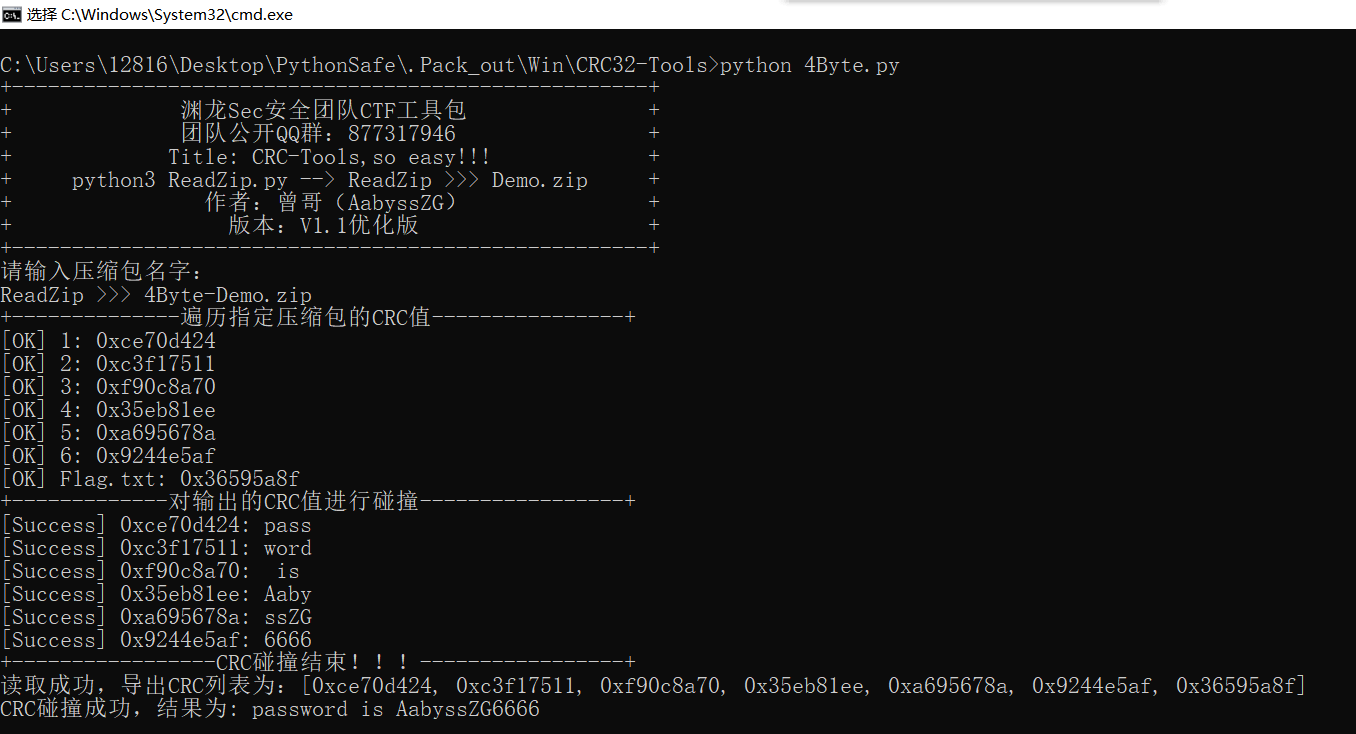 选择 C:\Windows\System32\cmd.exe
C:\Users\12816\Desktop\PythonSafe\.Pack_out\Win\CRC32-Tools>python 4Byte.py
+-----------------------------------------------------+
+ 渊龙Sec安全团队CTF工具包 +
+ 团队公开QQ群：877317946 +
+ Title: CRC-Tools,so easy!!! +
+ python3 ReadZip.py --> ReadZip >>> Demo.zip +
+ 作者：曾哥（AabyssZG） +
+ 版本：V1.1优化版 +
+-----------------------------------------------------+
请输入压缩包名字：
ReadZip >>> 4Byte-Demo.zip
+--------------遍历指定压缩包的CRC值----------------+
[OK] 1: 0xce70d424
[OK] 2: 0xc3f17511
[OK] 3: 0xf90c8a70
[OK] 4: 0x35eb81ee
[OK] 5: 0xa695678a
[OK] 6: 0x9244e5af
[OK] Flag.txt: 0x36595a8f
+-------------对输出的CRC值进行碰撞-----------------+
[Success] 0xce70d424: pass
[Success] 0xc3f17511: word
[Success] 0xf90c8a70:  is
[Success] 0x35eb81ee: Aaby
[Success] 0xa695678a: ssZG
[Success] 0x9244e5af: 6666
+-----------------CRC碰撞结束！！！-----------------+
读取成功，导出CRC列表为：[0xce70d424, 0xc3f17511, 0xf90c8a70, 0x35eb81ee, 0xa695678a, 0x9244e5af, 0x36595a8f]
CRC碰撞成功，结果为: password is AabyssZG6666